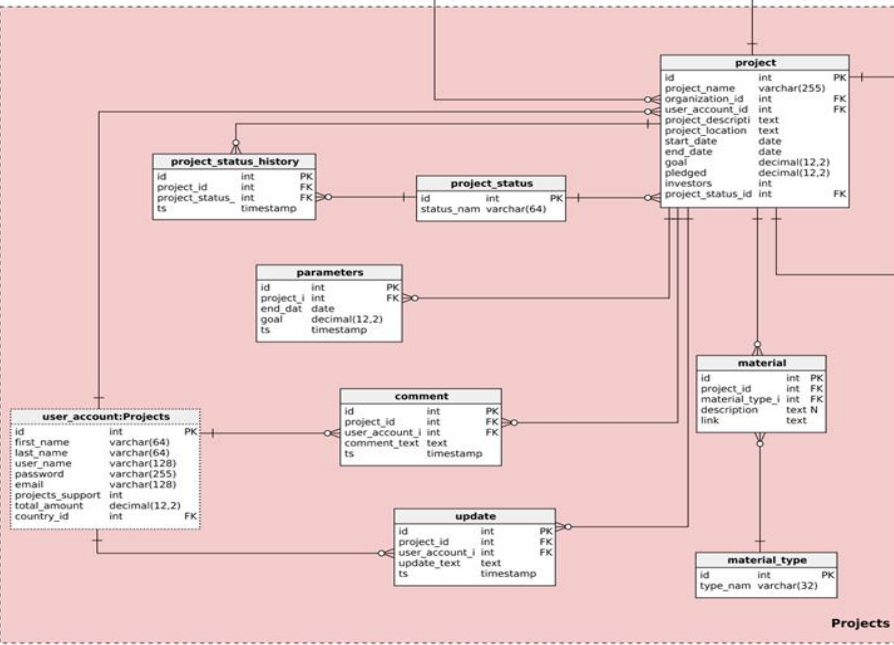 project
id int PK
project_name varchar(255)
organization_id int FK
user_account_id int FK
project_descripti text
project_location text
start_date date
end_date date
goal decimal(12,2)
pledged decimal(12,2)
investors int
project_status_id int FK
project_status_history
id int PK
project_id int FK
project_status_ int FK
ts timestamp
project_status
id int PK
status_nam varchar(64)
parameters
id int PK
project_i int FK
end_dat date
goal decimal(12,2)
ts timestamp
material
id int PK
project_id int FK
material_type_i int FK
description text N
link text
comment
id int PK
project_id int FK
user_account_i int FK
comment_text text
ts timestamp
user_account:Projects
id int PK
first_name varchar(64)
last_name varchar(64)
user_name varchar(128)
password varchar(255)
email varchar(128)
projects_support int
total_amount decimal(12,2)
country_id int FK
update
id int PK
project_id int FK
user_account_i int FK
update_text text
ts timestamp
material_type
id int PK
type_nam varchar(32)
Projects